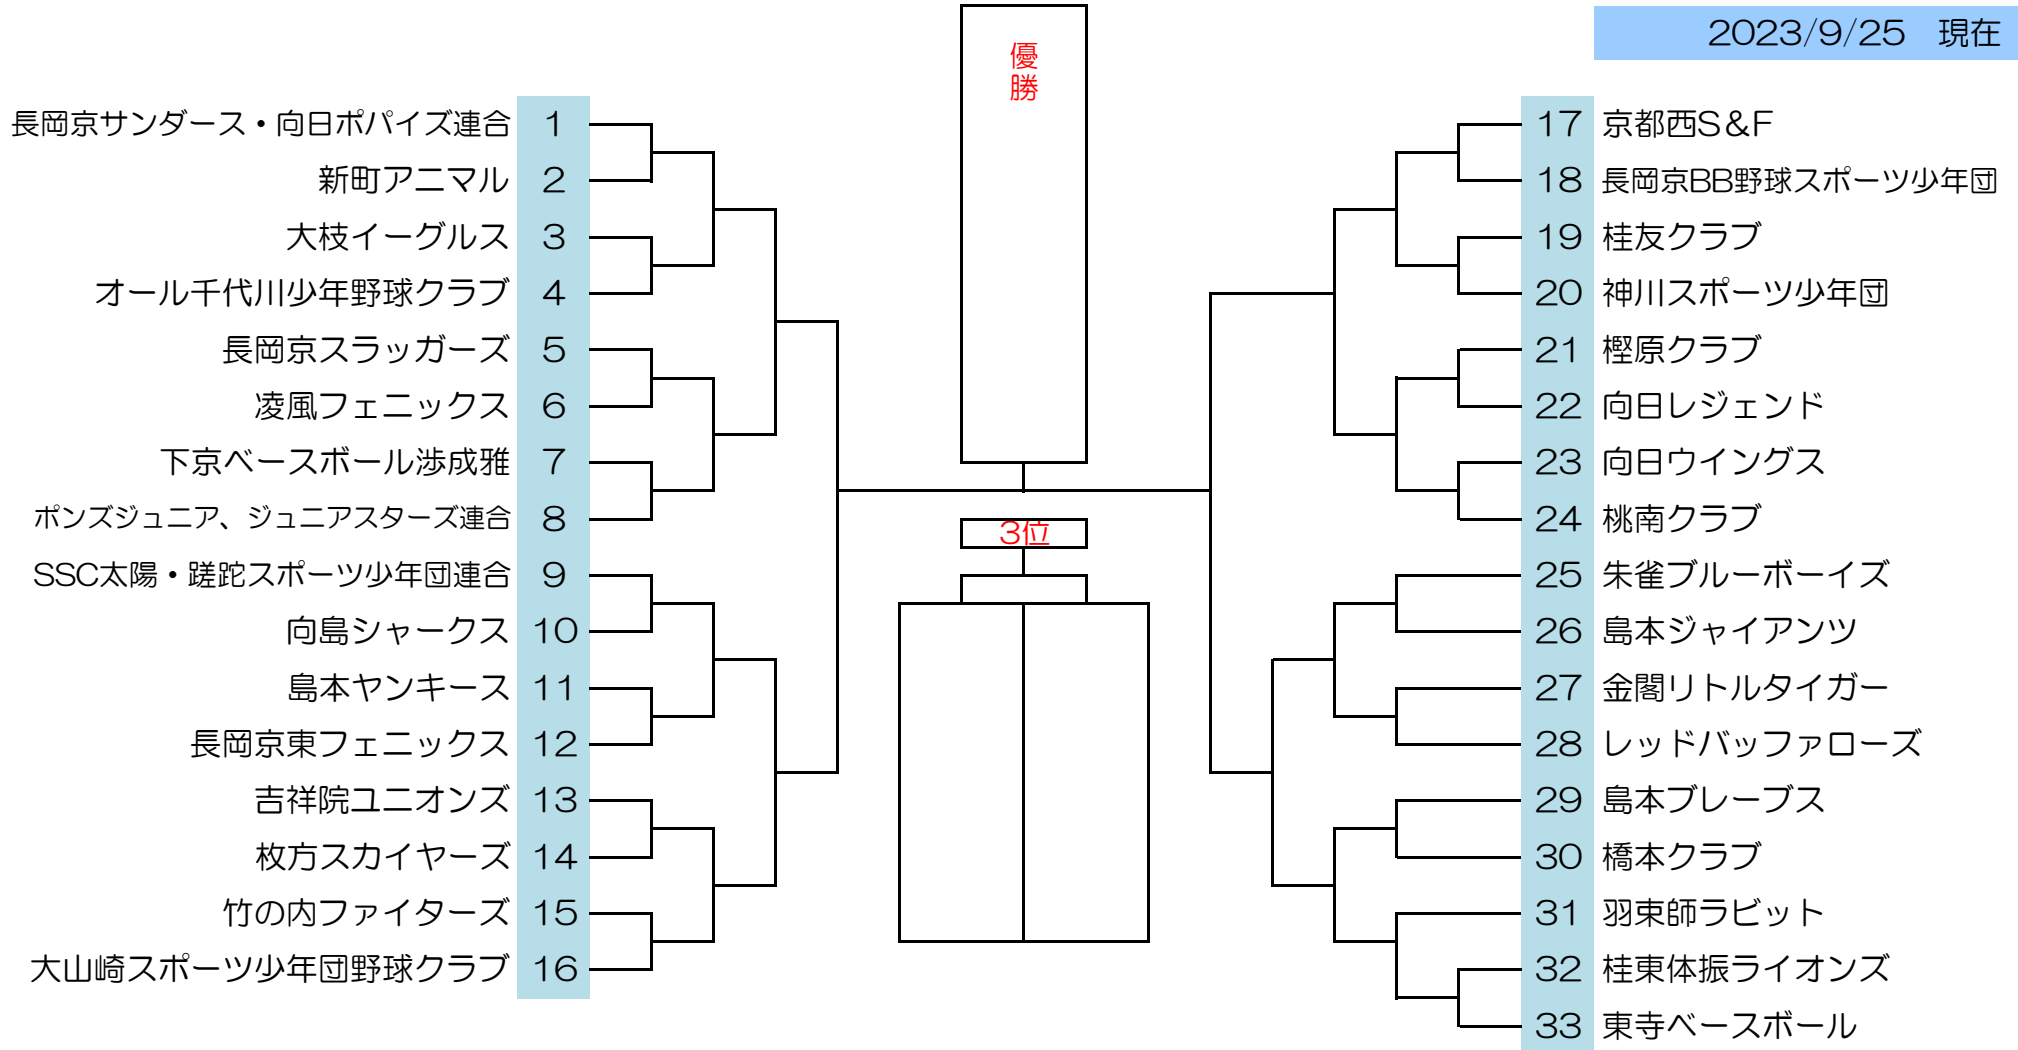 2023/9/25 現在
優
勝
長岡京サンダース・向日ポパイズ連合 1
新町アニマル 2
大枝イーグルス 3
オール千代川少年野球クラブ 4
長岡京スラッガーズ 5
凌風フェニックス 6
下京ベースボール渉成雅 7
ポンズジュニア、ジュニアスターズ連合 8
SSC太陽・蹉跎スポーツ少年団連合 9
向島シャークス 10
島本ヤンキース 11
長岡京東フェニックス 12
吉祥院ユニオンズ 13
枚方スカイヤーズ 14
竹の内ファイターズ 15
大山崎スポーツ少年団野球クラブ 16
3位
17 京都西S&F
18 長岡京BB野球スポーツ少年団
19 桂友クラブ
20 神川スポーツ少年団
21 樫原クラブ
22 向日レジェンド
23 向日ウイングス
24 桃南クラブ
25 朱雀ブルーボーイズ
26 島本ジャイアンツ
27 金閣リトルタイガー
28 レッドバッファローズ
29 島本ブレーブス
30 橋本クラブ
31 羽束師ラビット
32 桂東体振ライオンズ
33 東寺ベースボール